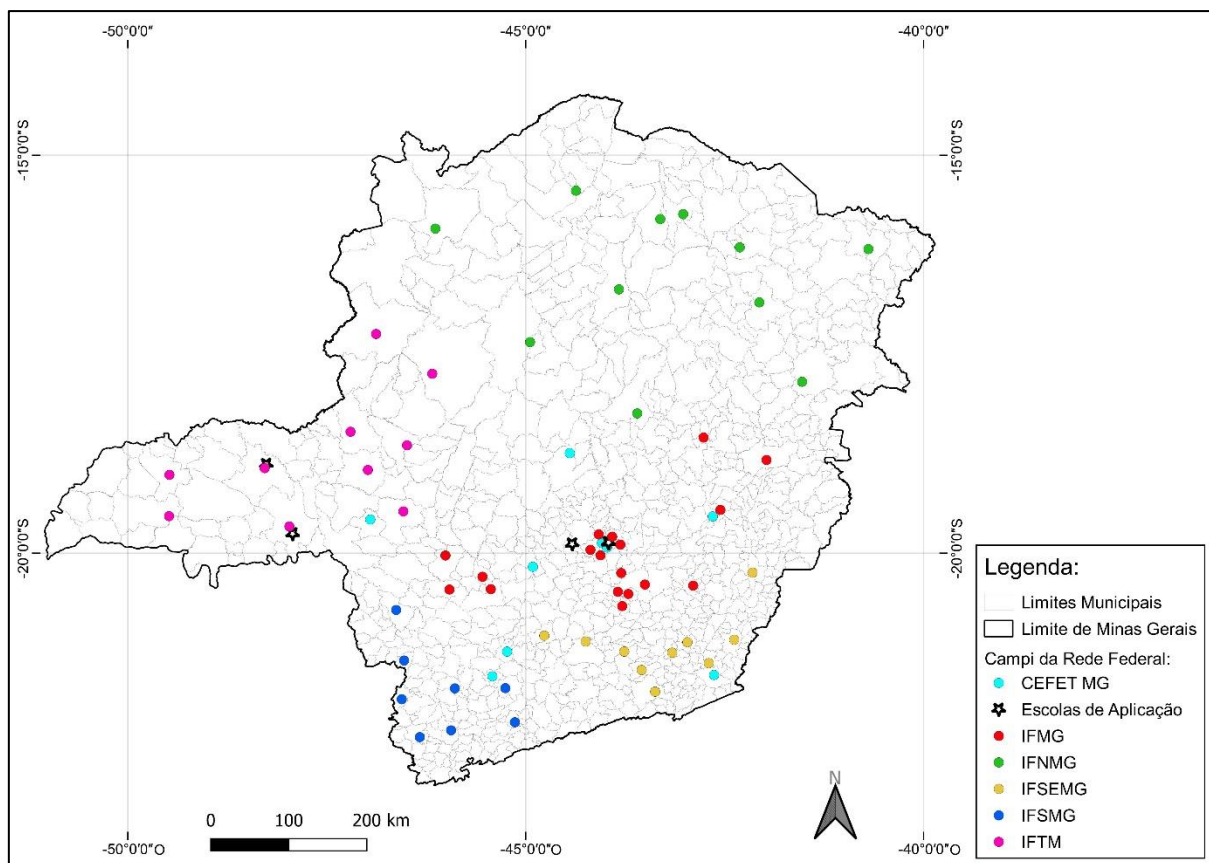 -50°0'0" -45°0'0" -40°0'0"
-15°0'0"S -15°0'0"S
-20°0'0"S -20°0'0"S
Legenda:
Limites Municipais
Limite de Minas Gerais
Campi da Rede Federal:
CEFET MG
Escolas de Aplicação
IFMG
IFNMG
IFSEMG
IFSMG
IFTM
N
0 100 200 km
-50°0'0"O -45°0'0"O -40°0'0"O